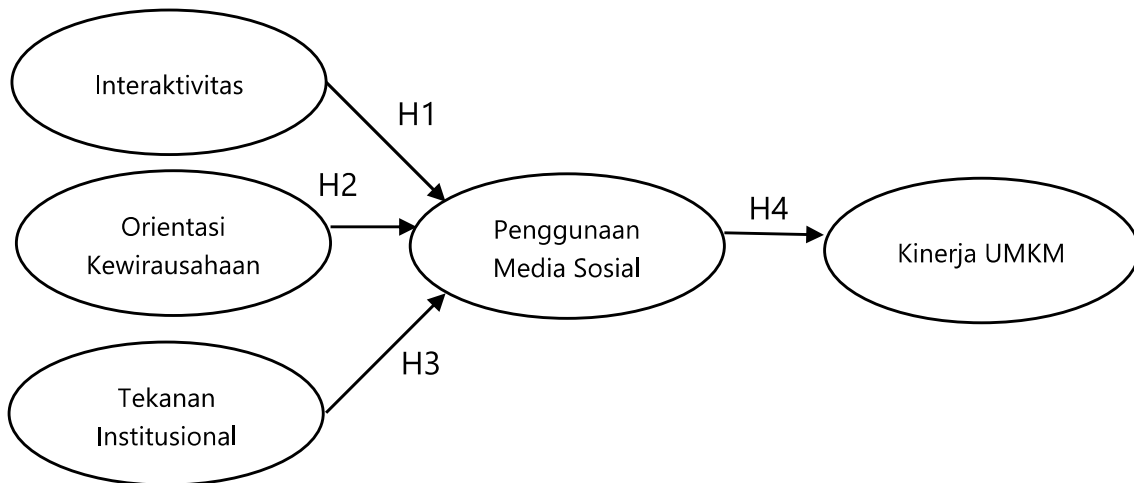 Interaktivitas
H1
Orientasi
Kewirausahaan
H2
Tekanan
Institusional
H3
Penggunaan
Media Sosial
H4
Kinerja UMKM